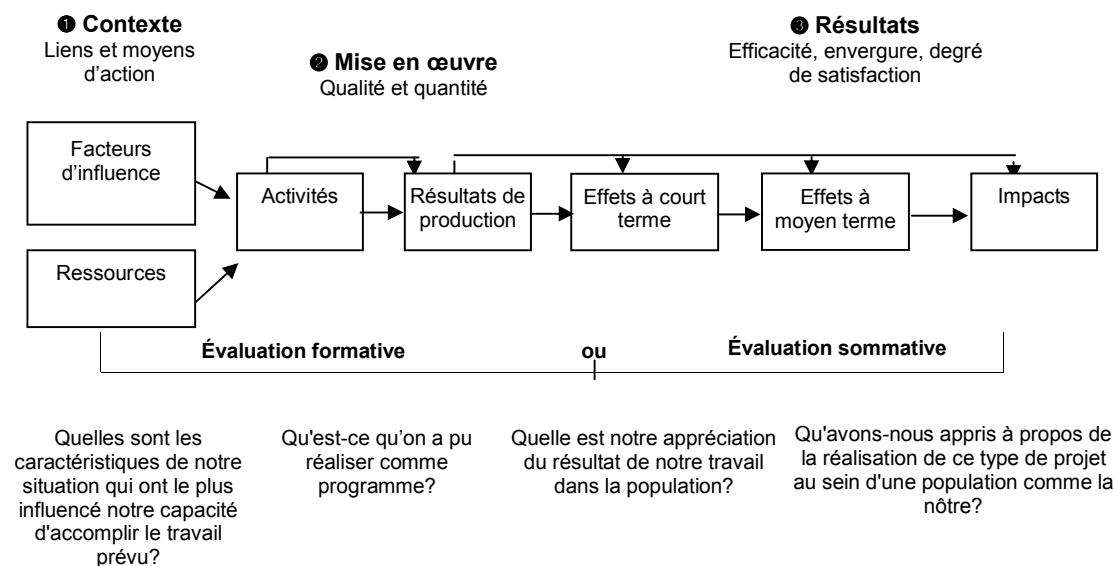 ❶ Contexte
Liens et moyens
d'action
❷ Mise en œuvre
Qualité et quantité
❸ Résultats
Efficacité, envergure, degré
de satisfaction
Facteurs
d'influence
Ressources
Activités
Résultats de
production
Effets à court
terme
Effets à
moyen terme
Impacts
Évaluation formative
ou
Évaluation sommative
Quelles sont les
caractéristiques de notre
situation qui ont le plus
influencé notre capacité
d'accomplir le travail
prévu?
Qu'est-ce qu'on a pu
réaliser comme
programme?
Quelle est notre appréciation
du résultat de notre travail
dans la population?
Qu'avons-nous appris à propos de
la réalisation de ce type de projet
au sein d'une population comme la
nôtre?